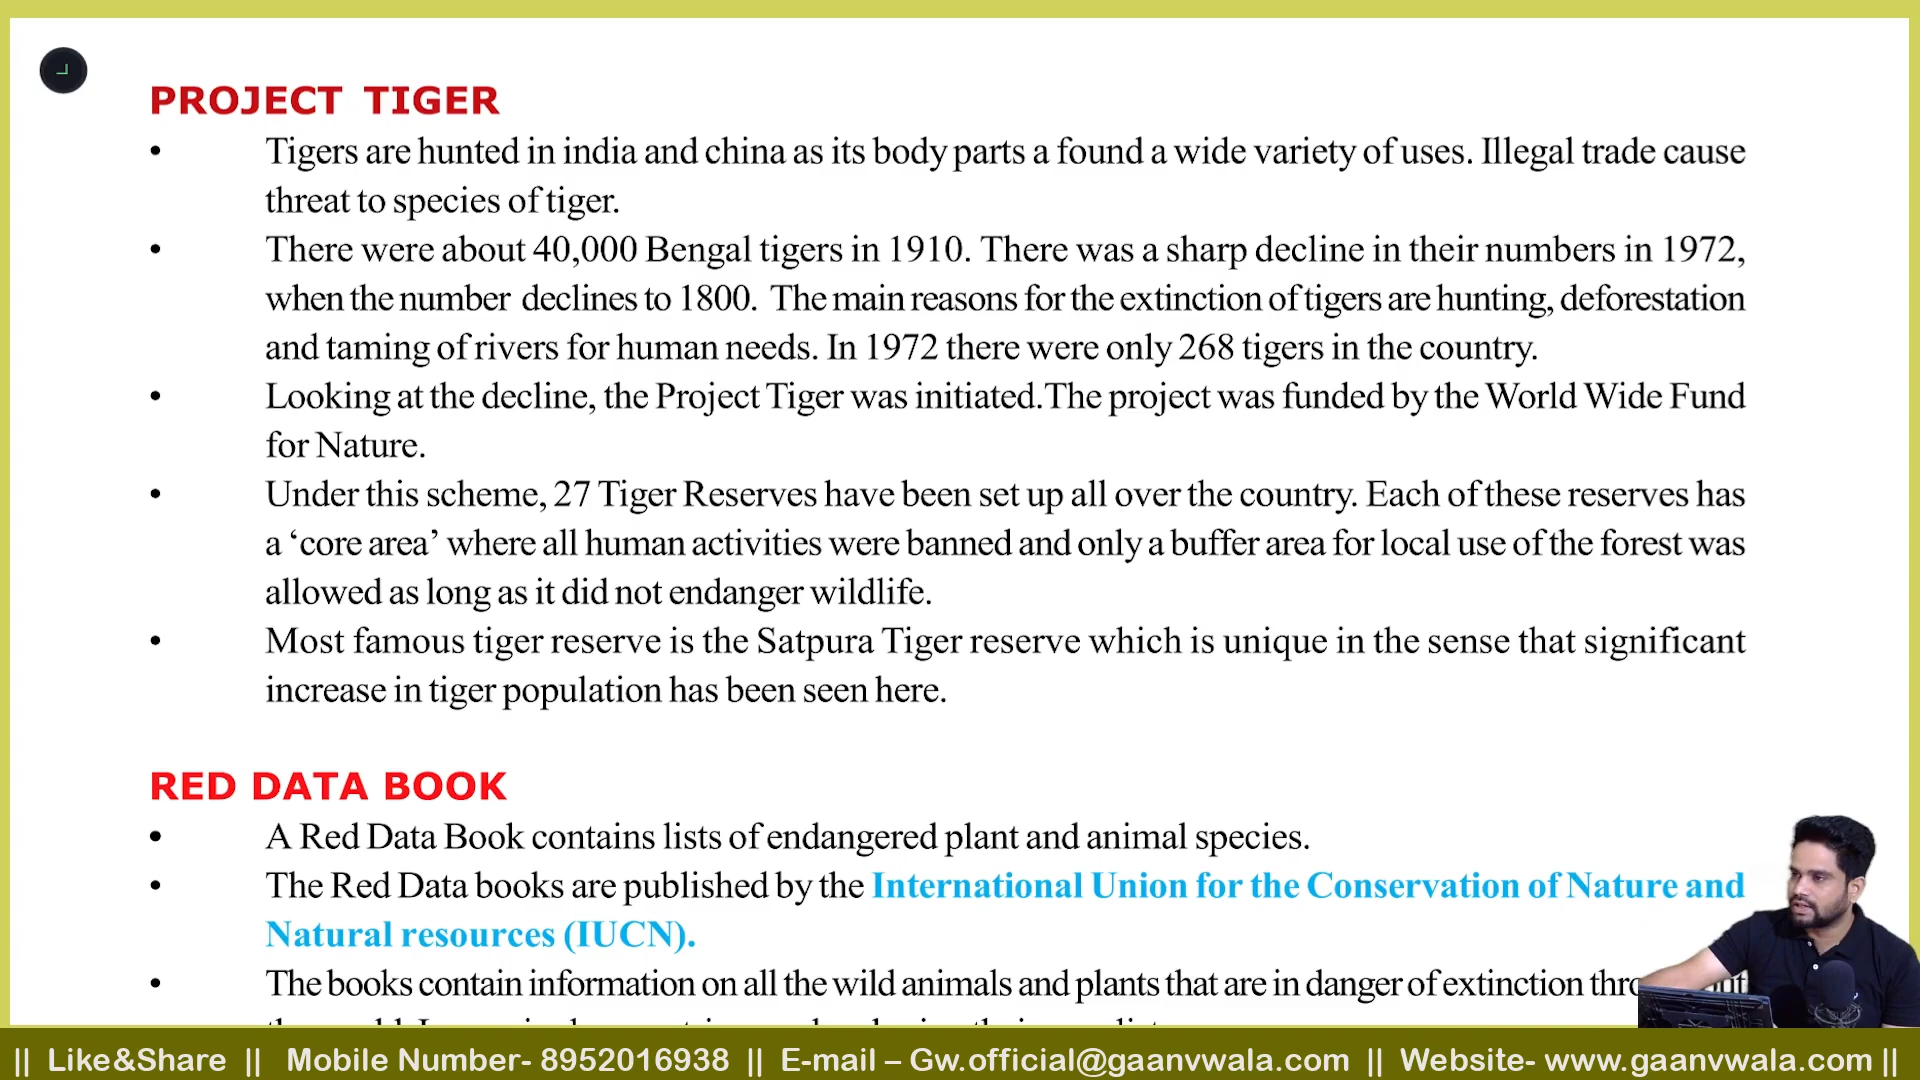 PROJECT TIGER
• Tigers are hunted in india and china as its body parts a found a wide variety of uses. Illegal trade cause
threat to species of tiger.
• There were about 40,000 Bengal tigers in 1910. There was a sharp decline in their numbers in 1972,
when the number declines to 1800. The main reasons for the extinction of tigers are hunting, deforestation
and taming of rivers for human needs. In 1972 there were only 268 tigers in the country.
• Looking at the decline, the Project Tiger was initiated.The project was funded by the World Wide Fund
for Nature.
• Under this scheme, 27 Tiger Reserves have been set up all over the country. Each of these reserves has
a ‘core area’ where all human activities were banned and only a buffer area for local use of the forest was
allowed as long as it did not endanger wildlife.
• Most famous tiger reserve is the Satpura Tiger reserve which is unique in the sense that significant
increase in tiger population has been seen here.
RED DATA BOOK
• A Red Data Book contains lists of endangered plant and animal species.
• The Red Data books are published by the International Union for the Conservation of Nature and
Natural resources (IUCN).
• The books contain information on all the wild animals and plants that are in danger of extinction
|| Like&Share || Mobile Number- 8952016938 || E-mail – Gw.official@gaanvwala.com || Website- www.gaanvwala.com ||